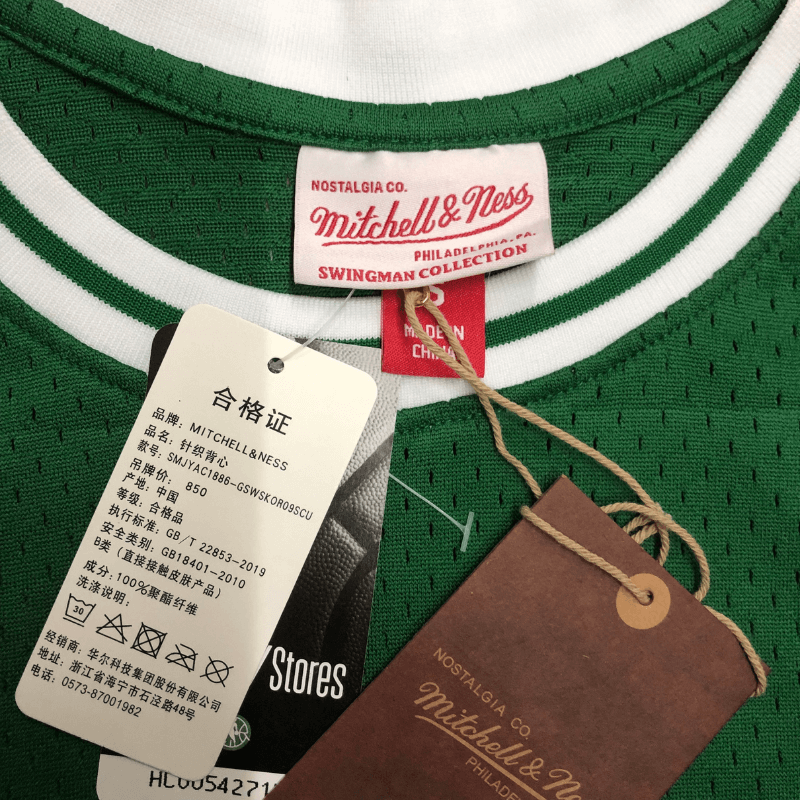 NOSTALGIA CO.
Mitchell & Ness
PHILADELPHIA, PA.
SWINGMAN COLLECTION
S
MADE IN
CHINA
合格证
品牌: MITCHELL&NESS
品名: 针织背心
款号: SMJYAC1886-GSWSKOR09SCU
吊牌价: 850
产地: 中国
等级: 合格品
执行标准: GB/T 22853-2019
安全类别: GB18401-2010
B类(直接接触皮肤产品)
成分: 100%聚酯纤维
洗涤说明:
30
经销商: 华尔科技集团股份有限公司
地址: 浙江省海宁市石泾路48号
电话: 0573-87001982
Stores
NOSTALGIA CO.
Mitchell & Ne
PHILADE